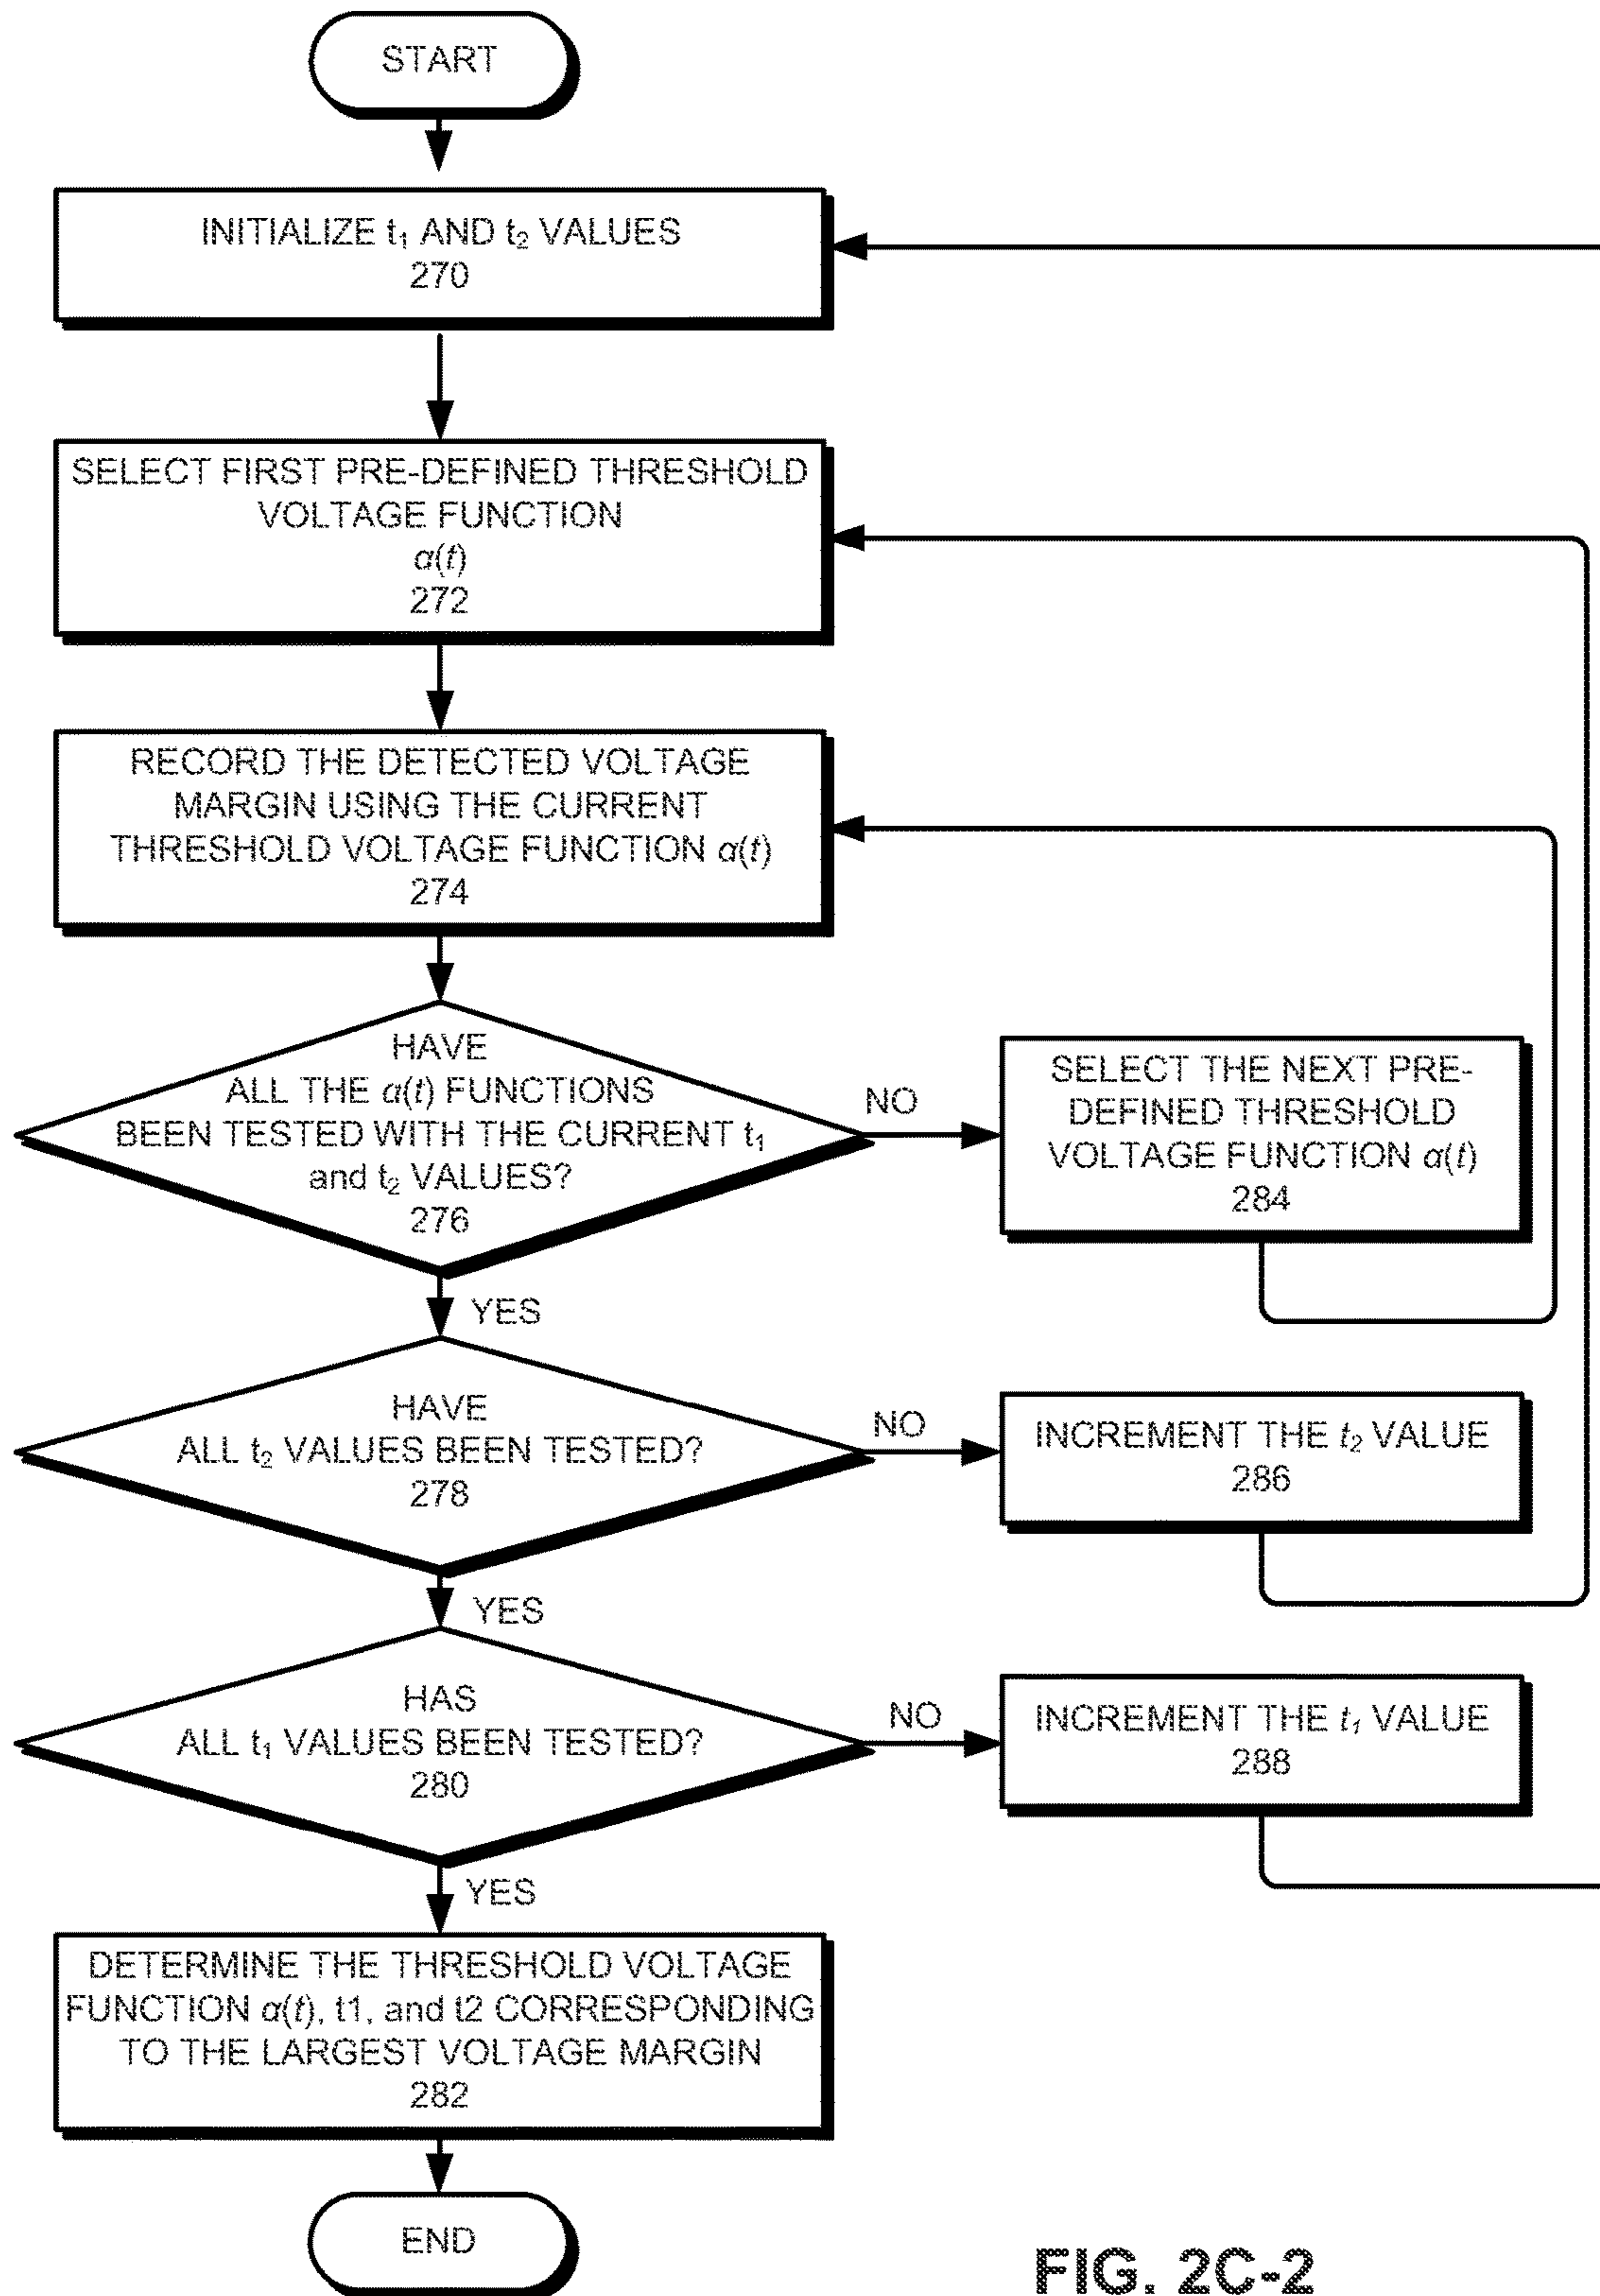 START
INITIALIZE t₁ AND t₂ VALUES
270
SELECT FIRST PRE-DEFINED THRESHOLD
VOLTAGE FUNCTION
α(t)
272
RECORD THE DETECTED VOLTAGE
MARGIN USING THE CURRENT
THRESHOLD VOLTAGE FUNCTION α(t)
274
HAVE
ALL THE α(t) FUNCTIONS
BEEN TESTED WITH THE CURRENT t₁
and t₂ VALUES?
276
NO
SELECT THE NEXT PRE-
DEFINED THRESHOLD
VOLTAGE FUNCTION α(t)
284
YES
HAVE
ALL t₂ VALUES BEEN TESTED?
278
NO
INCREMENT THE t₂ VALUE
286
YES
HAS
ALL t₁ VALUES BEEN TESTED?
280
NO
INCREMENT THE t₁ VALUE
288
YES
DETERMINE THE THRESHOLD VOLTAGE
FUNCTION α(t), t1, and t2 CORRESPONDING
TO THE LARGEST VOLTAGE MARGIN
282
END
FIG. 2C-2